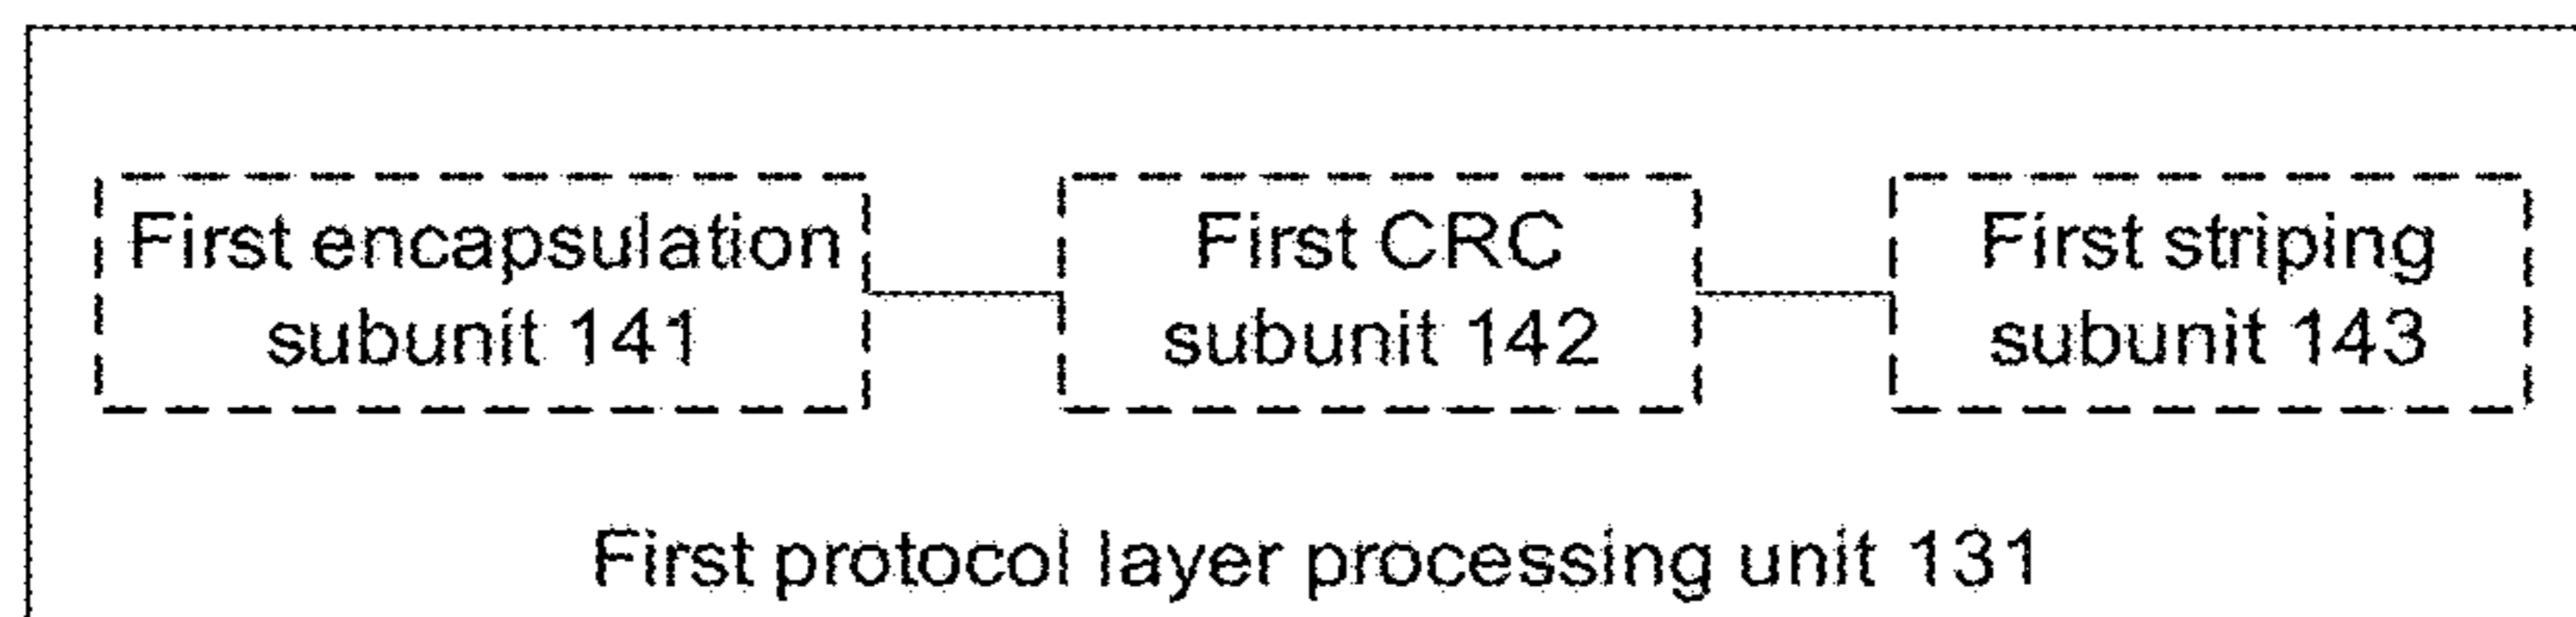 First encapsulation
subunit 141
First CRC
subunit 142
First striping
subunit 143
First protocol layer processing unit 131